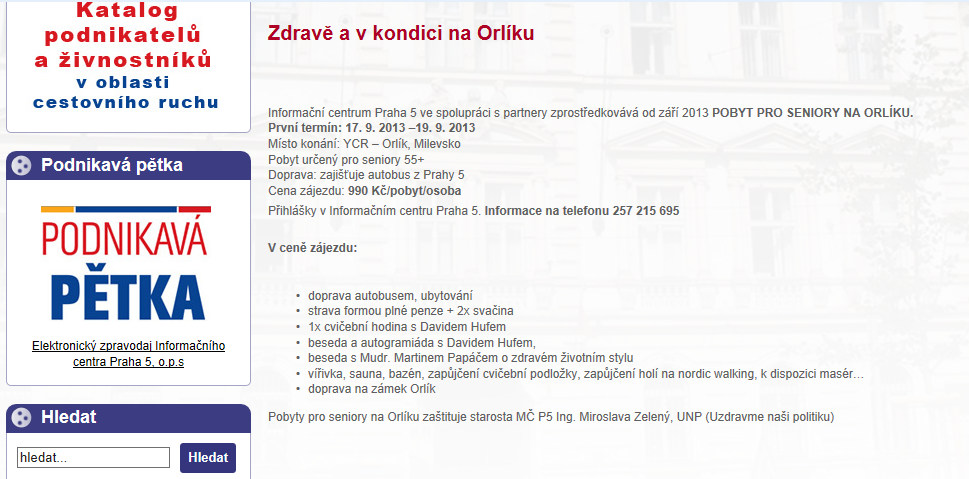 Katalog
podnikatelů
a živnostníků
v oblasti
cestovního ruchu
Podnikavá pětka
PODNIKAVÁ
PĚTKA
Elektronický zpravodaj Informačního
centra Praha 5, o.p.s
Hledat
hledat...
Hledat
Zdravě a v kondici na Orlíku
Informační centrum Praha 5 ve spolupráci s partnery zprostředkovává od září 2013 POBYT PRO SENIORY NA ORLÍKU.
První termín: 17. 9. 2013 –19. 9. 2013
Místo konání: YCR – Orlík, Milevsko
Pobyt určený pro seniory 55+
Doprava: zajišťuje autobus z Prahy 5
Cena zájezdu: 990 Kč/pobyt/osoba
Přihlášky v Informačním centru Praha 5. Informace na telefonu 257 215 695
V ceně zájezdu:
• doprava autobusem, ubytování
• strava formou plné penze + 2x svačina
• 1x cvičební hodina s Davidem Hufem
• beseda a autogramiáda s Davidem Hufem,
• beseda s Mudr. Martinem Papáčem o zdravém životním stylu
• vířivka, sauna, bazén, zapůjčení cvičební podložky, zapůjčení holí na nordic walking, k dispozici masér…
• doprava na zámek Orlík
Pobyty pro seniory na Orlíku zaštituje starosta MČ P5 Ing. Miroslava Zelený, UNP (Uzdravme naši politiku)